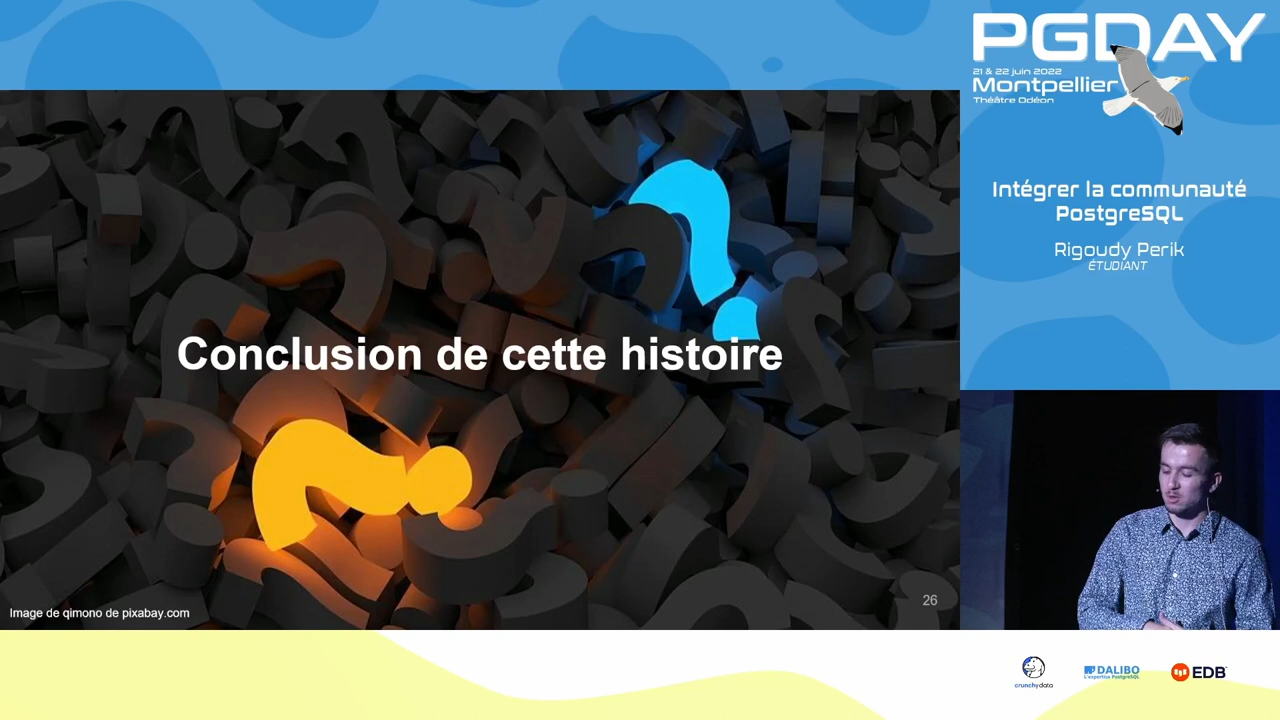 PGDAY
21 & 22 juin 2022
Montpellier
Théâtre Odéon
Intégrer la communauté
PostgreSQL
Rigoudy Perik
ÉTUDIANT
Conclusion de cette histoire
26
Image de qimono de pixabay.com
crunchydata
DALIBO
L'expertise PostgreSQL
EDB